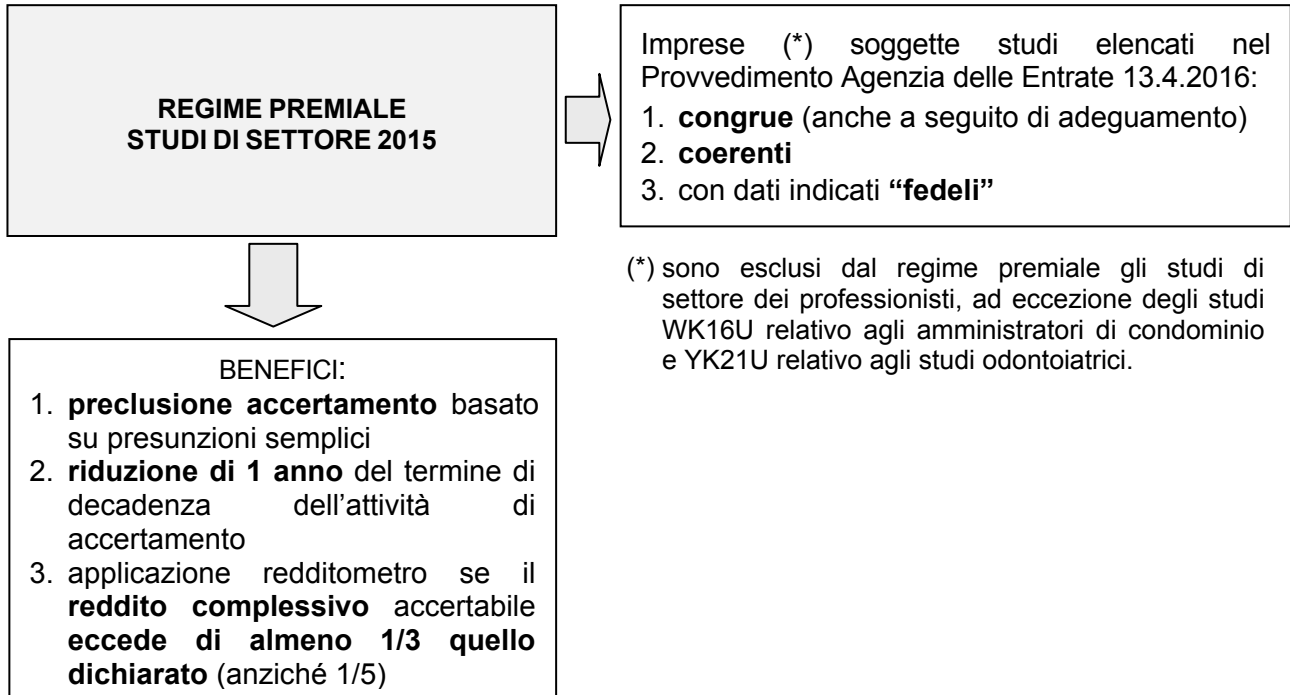 REGIME PREMIALE
STUDI DI SETTORE 2015
Imprese (*) soggette studi elencati nel
Provvedimento Agenzia delle Entrate 13.4.2016:
1. congrue (anche a seguito di adeguamento)
2. coerenti
3. con dati indicati “fedeli”
(*) sono esclusi dal regime premiale gli studi di
settore dei professionisti, ad eccezione degli studi
WK16U relativo agli amministratori di condominio
e YK21U relativo agli studi odontoiatrici.
BENEFICI:
1. preclusione accertamento basato
su presunzioni semplici
2. riduzione di 1 anno del termine di
decadenza dell’attività di
accertamento
3. applicazione redditometro se il
reddito complessivo accertabile
eccede di almeno 1/3 quello
dichiarato (anziché 1/5)